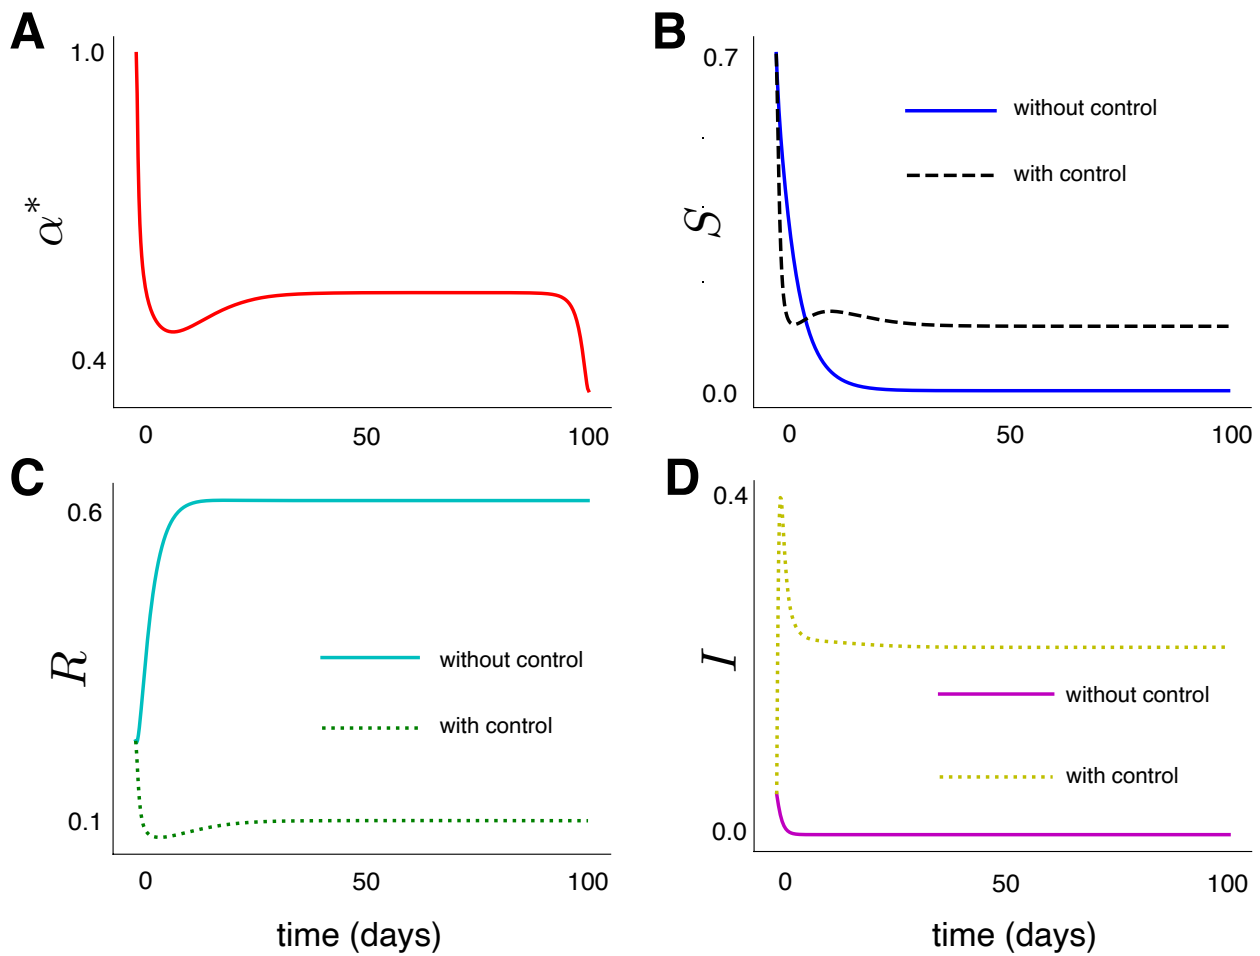 A
1.0
α*
0.4
0
50
100
B
0.7
S
without control
with control
0.0
0
50
100
C
0.6
R
without control
with control
0.1
0
50
100
time (days)
D
0.4
I
without control
with control
0.0
0
50
100
time (days)